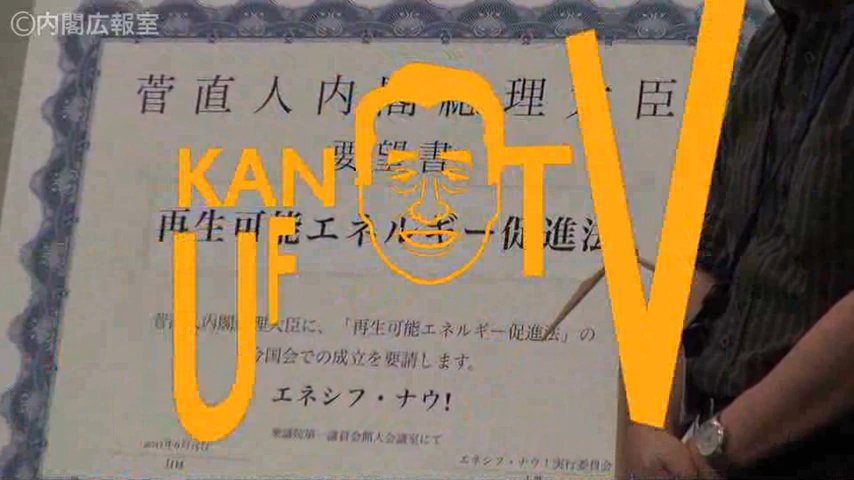 ©内閣広報室
菅直人内閣総理大臣
要望書
KAN
TV
再生可能エネルギー促進法
UF
菅直人内閣総理大臣に、「再生可能エネルギー促進法」の
今国会での成立を要請します。
エネシフ・ナウ!
衆議院第一議員会館大会議室にて
エネシフ・ナウ!実行委員会